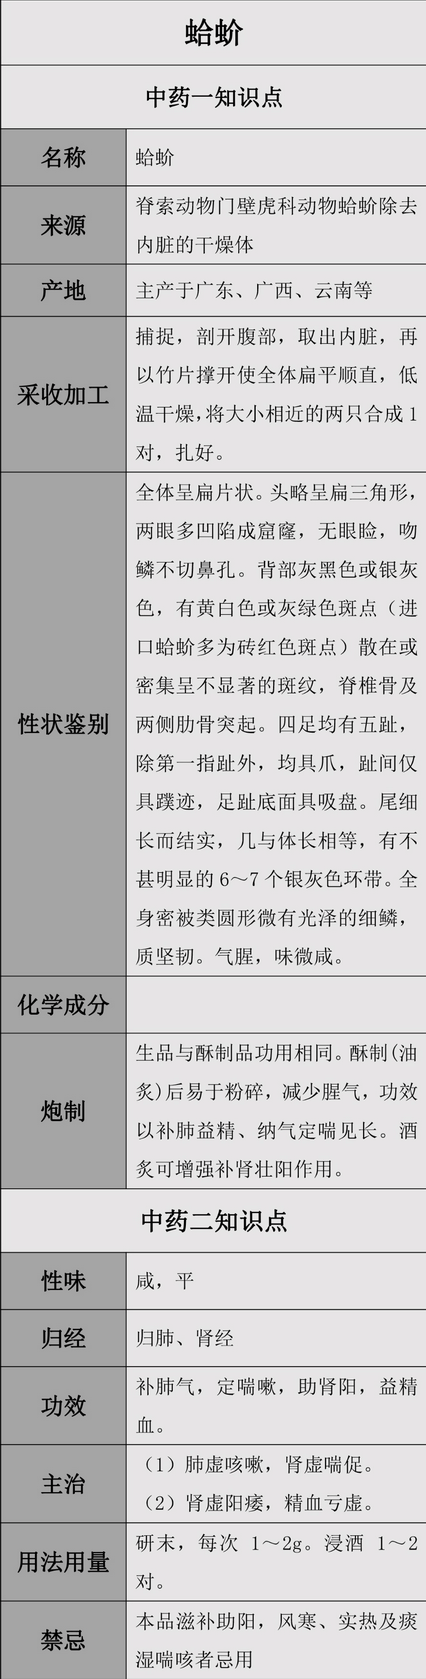 蛤蚧
中药一知识点
名称
蛤蚧
来源
脊索动物门壁虎科动物蛤蚧除去
内脏的干燥体
产地
主产于广东、广西、云南等
采收加工
捕捉，剖开腹部，取出内脏，再
以竹片撑开使全体扁平顺直，低
温干燥，将大小相近的两只合成1
对，扎好。
性状鉴别
全体呈扁片状。头略呈扁三角形，
两眼多凹陷成窟窿，无眼睑，吻
鳞不切鼻孔。背部灰黑色或银灰
色，有黄白色或灰绿色斑点（进
口蛤蚧多为砖红色斑点）散在或
密集呈不显著的斑纹，脊椎骨及
两侧肋骨突起。四足均有五趾，
除第一指趾外，均具爪，趾间仅
具蹼迹，足趾底面具吸盘。尾细
长而结实，几与体长相等，有不
甚明显的6～7个银灰色环带。全
身密被类圆形微有光泽的细鳞，
质坚韧。气腥，味微咸。
化学成分
炮制
生品与酥制品功用相同。酥制(油
炙)后易于粉碎，减少腥气，功效
以补肺益精、纳气定喘见长。酒
炙可增强补肾壮阳作用。
中药二知识点
性味
咸，平
归经
归肺、肾经
功效
补肺气，定喘嗽，助肾阳，益精
血。
主治
（1）肺虚咳嗽，肾虚喘促。
（2）肾虚阳痿，精血亏虚。
用法用量
研末，每次 1～2g。浸酒 1～2
对。
禁忌
本品滋补助阳，风寒、实热及痰
湿喘咳者忌用